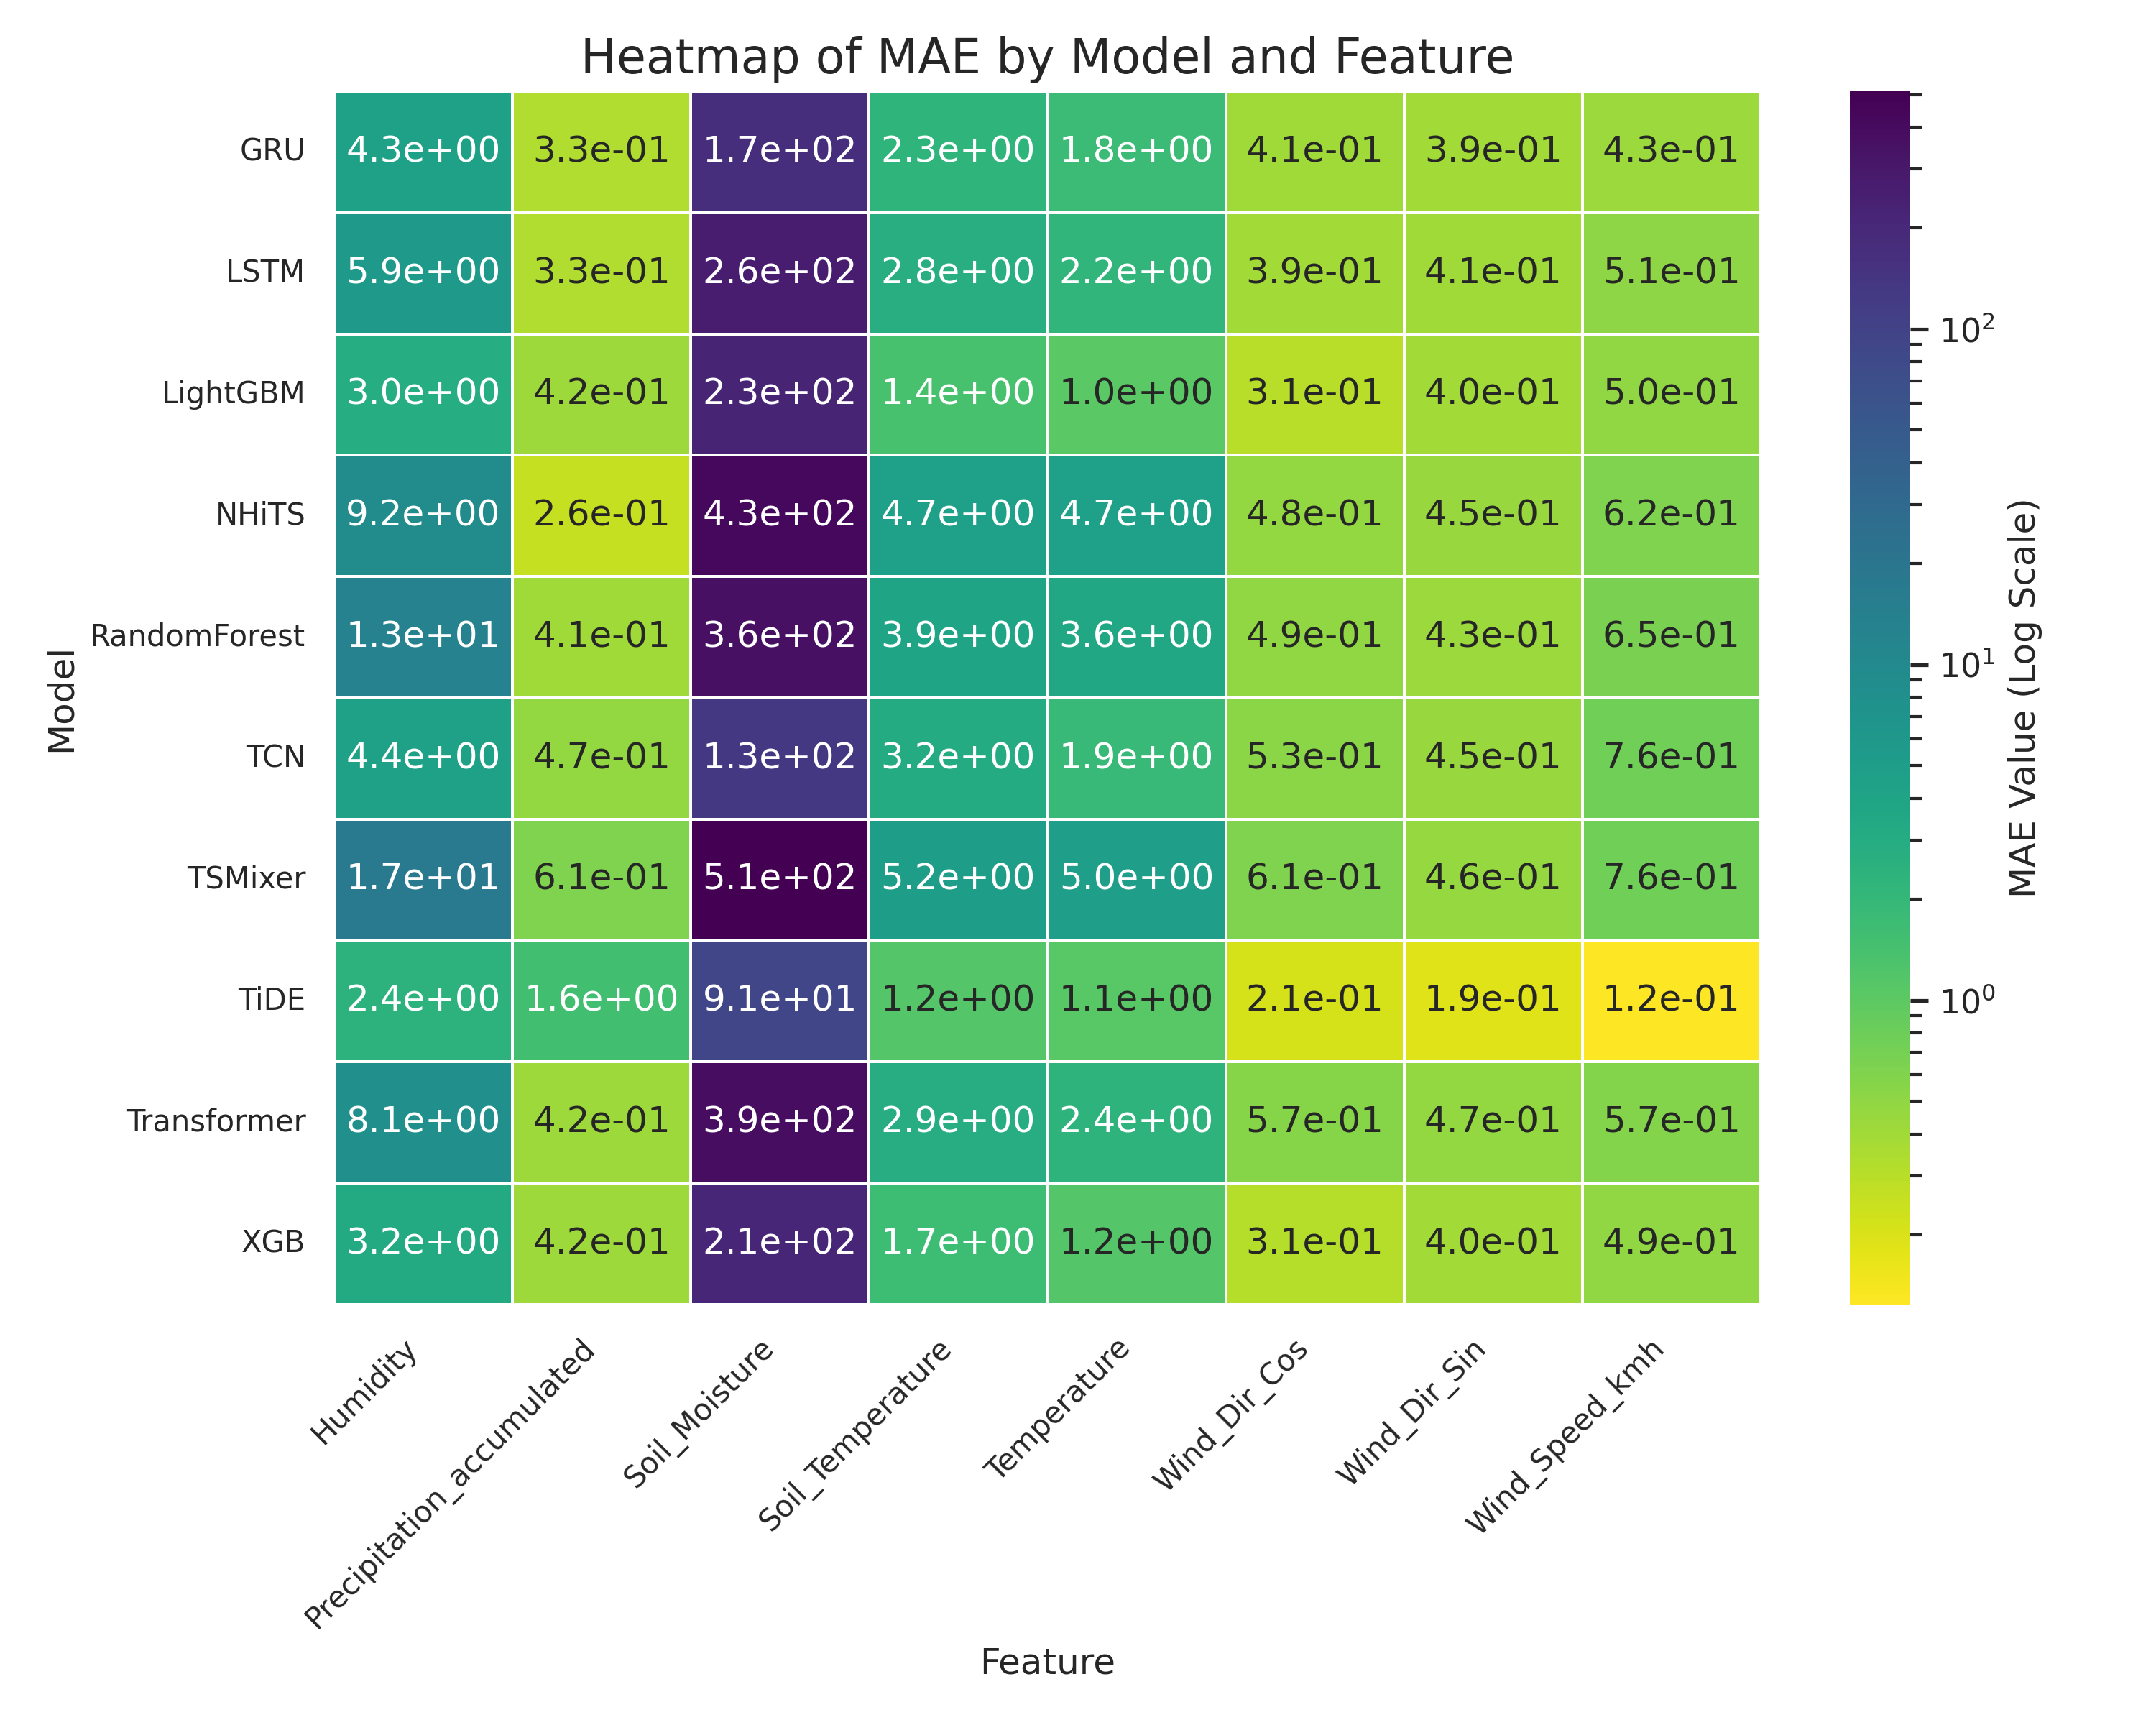 Heatmap of MAE by Model and Feature
GRU 4.3e+00 3.3e-01 1.7e+02 2.3e+00 1.8e+00 4.1e-01 3.9e-01 4.3e-01
LSTM 5.9e+00 3.3e-01 2.6e+02 2.8e+00 2.2e+00 3.9e-01 4.1e-01 5.1e-01
LightGBM 3.0e+00 4.2e-01 2.3e+02 1.4e+00 1.0e+00 3.1e-01 4.0e-01 5.0e-01
NHiTS 9.2e+00 2.6e-01 4.3e+02 4.7e+00 4.7e+00 4.8e-01 4.5e-01 6.2e-01
RandomForest 1.3e+01 4.1e-01 3.6e+02 3.9e+00 3.6e+00 4.9e-01 4.3e-01 6.5e-01
TCN 4.4e+00 4.7e-01 1.3e+02 3.2e+00 1.9e+00 5.3e-01 4.5e-01 7.6e-01
TSMixer 1.7e+01 6.1e-01 5.1e+02 5.2e+00 5.0e+00 6.1e-01 4.6e-01 7.6e-01
TiDE 2.4e+00 1.6e+00 9.1e+01 1.2e+00 1.1e+00 2.1e-01 1.9e-01 1.2e-01
Transformer 8.1e+00 4.2e-01 3.9e+02 2.9e+00 2.4e+00 5.7e-01 4.7e-01 5.7e-01
XGB 3.2e+00 4.2e-01 2.1e+02 1.7e+00 1.2e+00 3.1e-01 4.0e-01 4.9e-01
Model
Humidity
Precipitation_accumulated
Soil_Moisture
Soil_Temperature
Temperature
Wind_Dir_Cos
Wind_Dir_Sin
Wind_Speed_kmh
Feature
10²
10¹
10⁰
MAE Value (Log Scale)